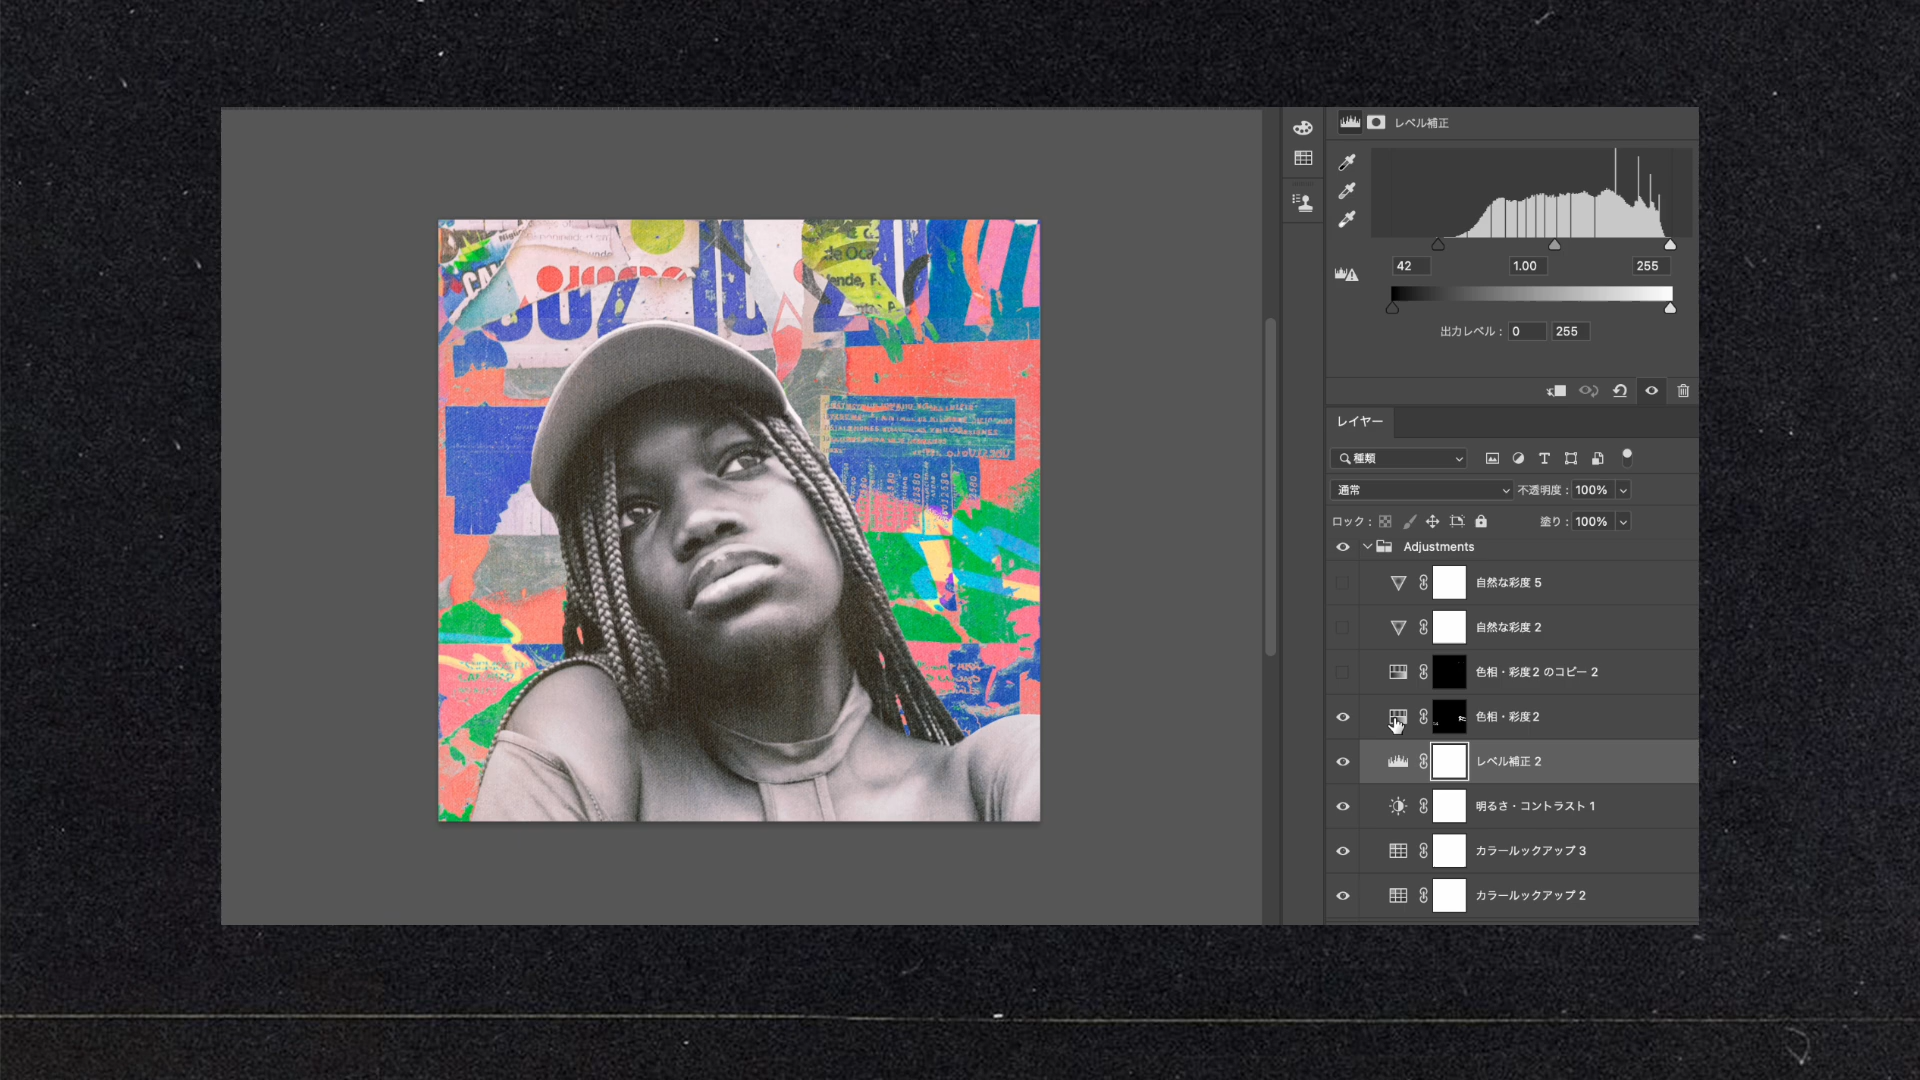 レベル補正
42 1.00 255
出力レベル： 0 255
レイヤー
種類
通常 不透明度： 100%
ロック： 塗り： 100%
Adjustments
自然な彩度 5
自然な彩度 2
色相・彩度2 のコピー 2
色相・彩度2
レベル補正 2
明るさ・コントラスト 1
カラールックアップ 3
カラールックアップ 2
de Oca
ende, F.